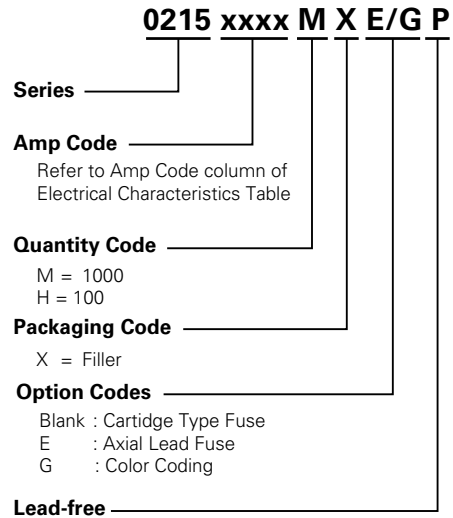 0215 xxxx M X E/G P
Series
Amp Code
Refer to Amp Code column of
Electrical Characteristics Table
Quantity Code
M = 1000
H = 100
Packaging Code
X = Filler
Option Codes
Blank : Cartidge Type Fuse
E : Axial Lead Fuse
G : Color Coding
Lead-free